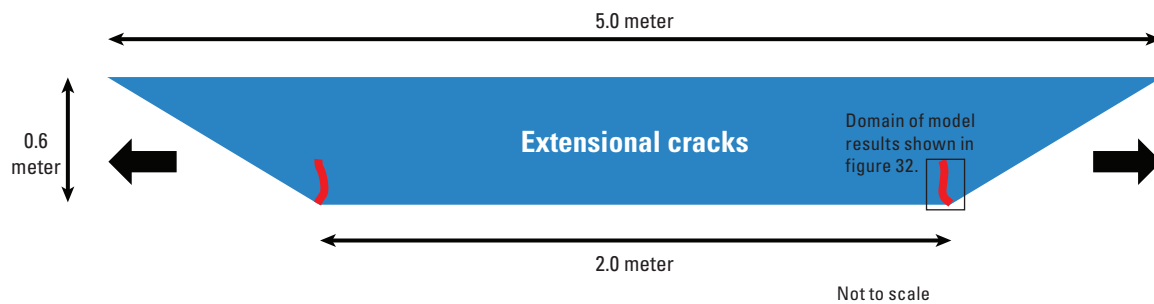 5.0 meter
0.6
meter
Extensional cracks
Domain of model
results shown in
figure 32.
2.0 meter
Not to scale